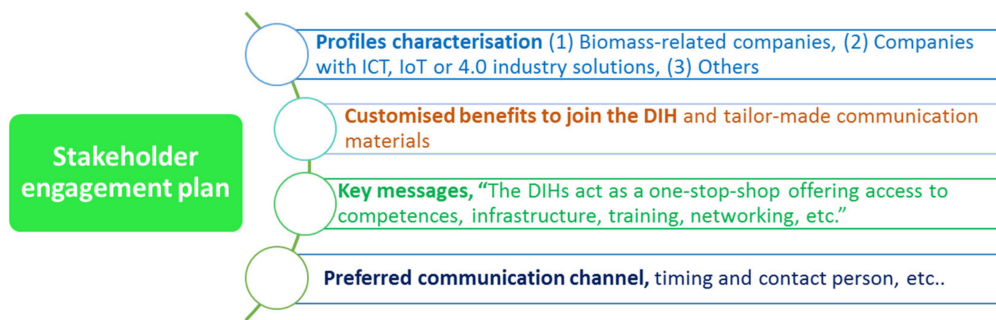 Stakeholder
engagement plan
Profiles characterisation (1) Biomass-related companies, (2) Companies
with ICT, IoT or 4.0 industry solutions, (3) Others
Customised benefits to join the DIH and tailor-made communication
materials
Key messages, “The DIHs act as a one-stop-shop offering access to
competences, infrastructure, training, networking, etc.”
Preferred communication channel, timing and contact person, etc..